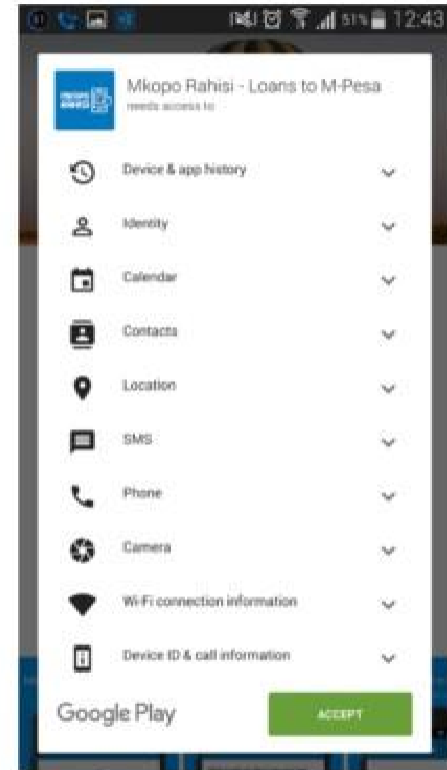 51% 12:43
Mkopo Rahisi - Loans to M-Pesa
needs access to
Device & app history
Identity
Calendar
Contacts
Location
SMS
Phone
Camera
Wi-Fi connection information
Device ID & call information
Google Play
ACCEPT